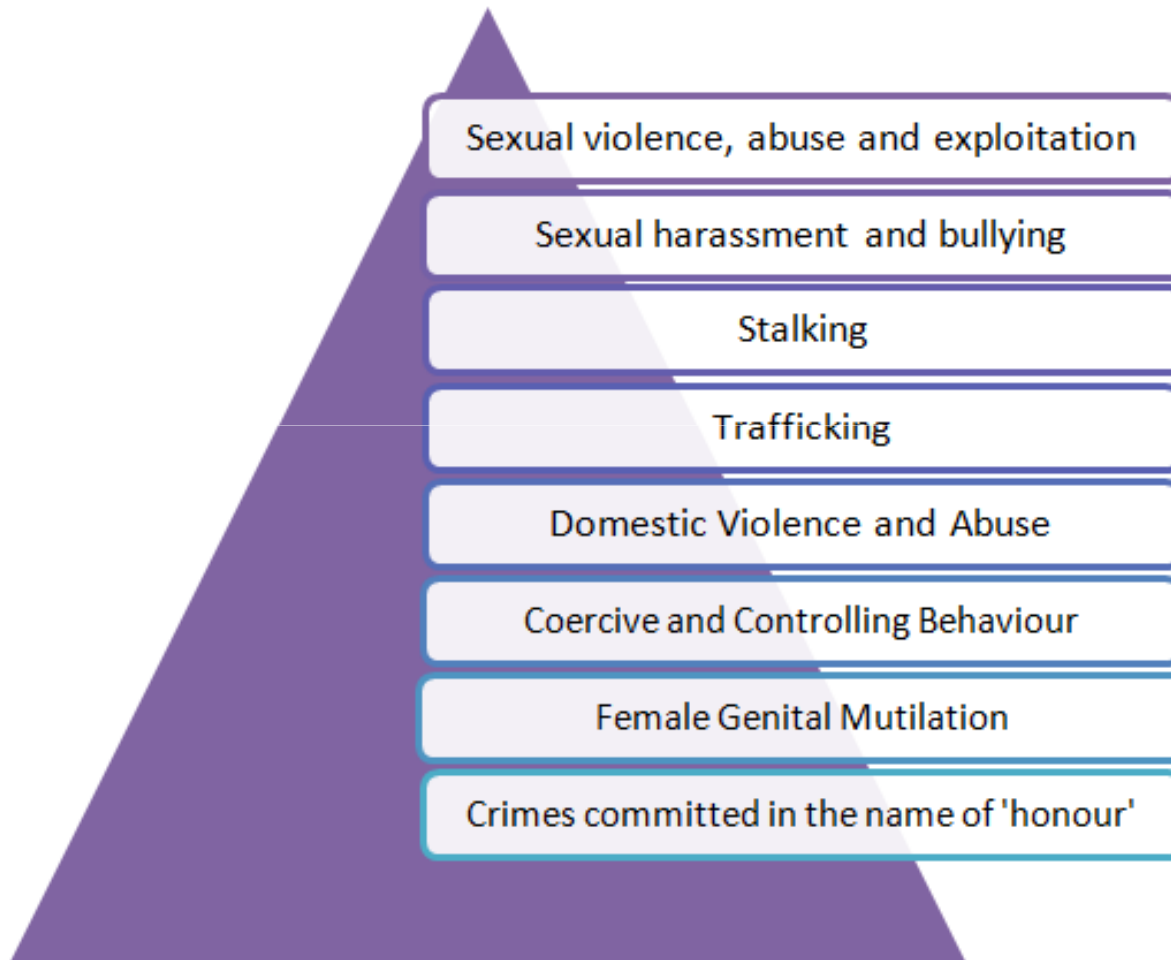 Sexual violence, abuse and exploitation
Sexual harassment and bullying
Stalking
Trafficking
Domestic Violence and Abuse
Coercive and Controlling Behaviour
Female Genital Mutilation
Crimes committed in the name of 'honour'